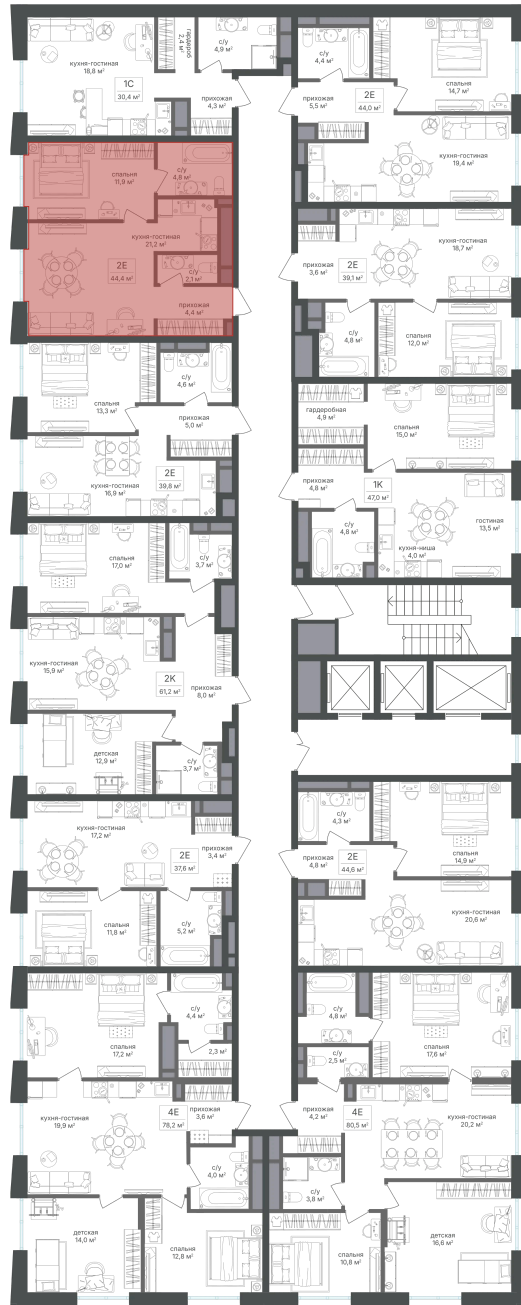 кухня-гостиная
18,8 м²
гардероб
2,4 м²
с/у
4,9 м²
1С
30,4
прихожая
4,3 м²
с/у
4,4 м²
спальня
14,7 м²
прихожая
5,5 м²
2Е
44,0 м²
кухня-гостиная
19,4 м²
спальня
11,9 м²
с/у
4,8 м²
кухня-гостиная
21,2 м²
2Е
44,4 м²
с/у
2,1 м²
прихожая
4,4 м²
прихожая
3,6 м²
2Е
39,1 м²
кухня-гостиная
18,7 м²
с/у
4,8 м²
спальня
12,0 м²
спальня
13,3 м²
с/у
4,6 м²
прихожая
5,0 м²
2Е
39,8 м²
кухня-гостиная
16,9 м²
гардеробная
4,9 м²
спальня
15,0 м²
прихожая
4,8 м²
1К
47,0 м²
гостиная
13,5 м²
с/у
4,8 м²
кухня-ниша
4,0 м²
спальня
17,0 м²
с/у
3,7 м²
кухня-гостиная
15,9 м²
2К
61,2 м²
прихожая
8,0 м²
детская
12,9 м²
с/у
3,7 м²
кухня-гостиная
17,2 м²
2Е
37,6 м²
прихожая
3,4 м²
спальня
11,8 м²
с/у
5,2 м²
с/у
4,3 м²
спальня
14,9 м²
прихожая
4,8 м²
2Е
44,6 м²
кухня-гостиная
20,6 м²
спальня
17,2 м²
с/у
4,4 м²
2,3 м²
с/у
4,8 м²
с/у
2,5 м²
спальня
17,6 м²
кухня-гостиная
19,9 м²
4Е
78,2 м²
прихожая
3,6 м²
с/у
4,0 м²
детская
14,0 м²
спальня
12,8 м²
прихожая
4,2 м²
4Е
80,5 м²
кухня-гостиная
20,2 м²
с/у
3,8 м²
спальня
10,8 м²
детская
16,6 м²